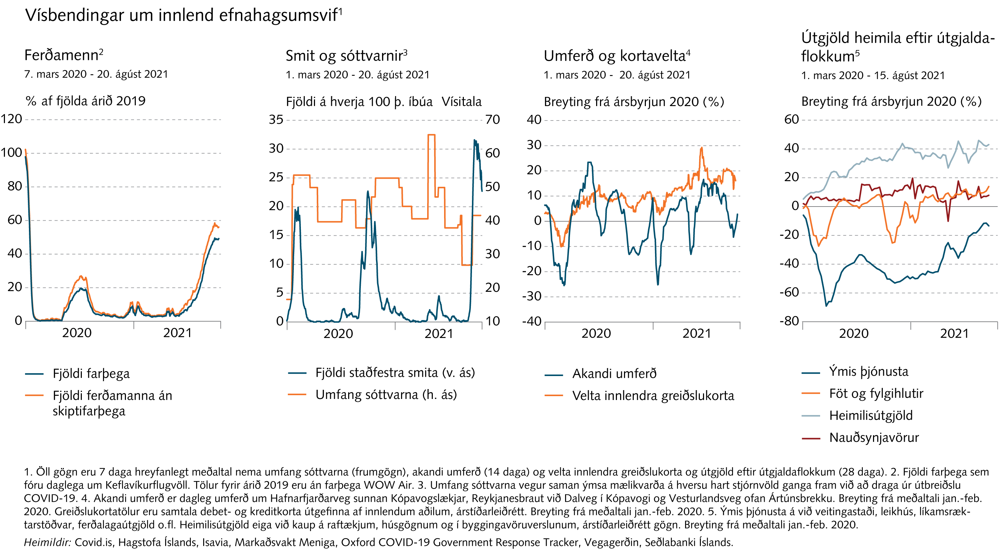 Vísbendingar um innlend efnahagsumsvif¹
Ferðamenn²
7. mars 2020 - 20. ágúst 2021
% af fjölda árið 2019
120
100
80
60
40
20
0
2020
2021
Fjöldi farþega
Fjöldi ferðamanna án
skiptifarþega
Smit og sóttvarnir³
1. mars 2020 - 20. ágúst 2021
Fjöldi á hverja 100 þ. íbúa
Vísitala
35
30
25
20
15
10
5
0
70
60
50
40
30
20
10
2020
2021
Fjöldi staðfestra smita (v. ás)
Umfang sóttvarna (h. ás)
Umferð og kortavelta⁴
1. mars 2020 - 20. ágúst 2021
Breyting frá ársbyrjun 2020 (%)
40
30
20
10
0
-10
-20
-30
-40
2020
2021
Akandi umferð
Velta innlendra greiðslukorta
Útgjöld heimila eftir útgjalda-
flokkum⁵
1. mars 2020 - 15. ágúst 2021
Breyting frá ársbyrjun 2020 (%)
60
40
20
0
-20
-40
-60
-80
2020
2021
Ýmis þjónusta
Föt og fylgihlutir
Heimilisútgjöld
Nauðsynjavörur
1. Öll gögn eru 7 daga hreyfanlegt meðaltal nema umfang sóttvarna (frumgögn), akandi umferð (14 daga) og velta innlendra greiðslukorta og útgjöld eftir útgjaldaflokkum (28 daga). 2. Fjöldi farþega sem
fóru daglega um Keflavíkurflugvöll. Tölur fyrir árið 2019 eru án farþega WOW Air. 3. Umfang sóttvarna vegur saman ýmsa mælikvarða á hversu hart stjórnvöld ganga fram við að draga úr útbreiðslu
COVID-19. 4. Akandi umferð er dagleg umferð um Hafnarfjarðarveg sunnan Kópavogslækjar, Reykjanesbraut við Dalveg í Kópavogi og Vesturlandsveg ofan Ártúnsbrekku. Breyting frá meðaltali jan.-feb.
2020. Greiðslukortatölur eru samtala debet- og kreditkorta útgefinna af innlendum aðilum, árstíðarleiðrétt. Breyting frá meðaltali jan.-feb. 2020. 5. Ýmis þjónusta á við veitingastaði, leikhús, líkamsræk-
tarstöðvar, ferðalagaútgjöld o.fl. Heimilisútgjöld eiga við kaup á raftækjum, húsgögnum og í byggingavöruverslunum, árstíðarleiðrétt gögn. Breyting frá meðaltali jan.-feb. 2020.
Heimildir: Covid.is, Hagstofa Íslands, Isavia, Markaðsvakt Meniga, Oxford COVID-19 Government Response Tracker, Vegagerðin, Seðlabanki Íslands.